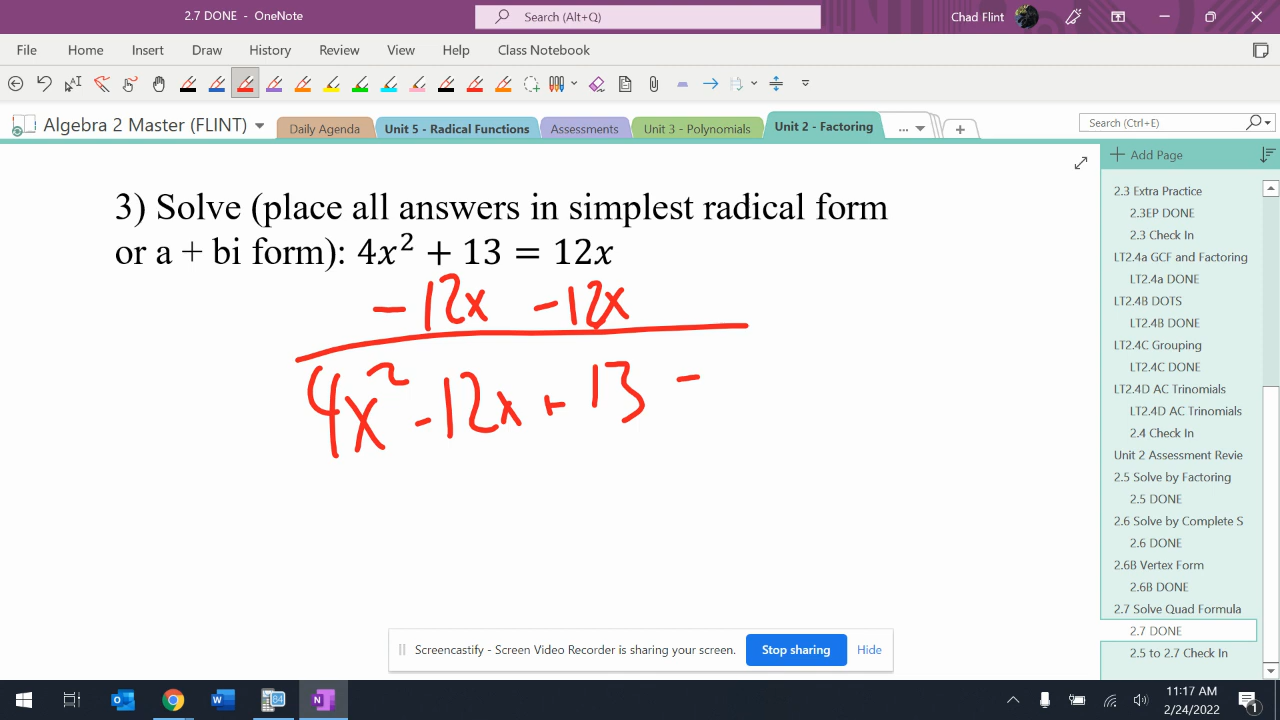 2.7 DONE - OneNote
Search (Alt+Q)
Chad Flint
File Home Insert Draw History Review View Help Class Notebook
Algebra 2 Master (FLINT)
Daily Agenda
Unit 5 - Radical Functions
Assessments
Unit 3 - Polynomials
Unit 2 - Factoring
...
Search (Ctrl+E)
Add Page
3) Solve (place all answers in simplest radical form
or a + bi form): 4x² + 13 = 12x
-12x -12x
4x² - 12x + 13 =
2.3 Extra Practice
2.3EP DONE
2.3 Check In
LT2.4a GCF and Factoring
LT2.4a DONE
LT2.4B DOTS
LT2.4B DONE
LT2.4C Grouping
LT2.4C DONE
LT2.4D AC Trinomials
LT2.4D AC Trinomials
2.4 Check In
Unit 2 Assessment Revie
2.5 Solve by Factoring
2.5 DONE
2.6 Solve by Complete S
2.6 DONE
2.6B Vertex Form
2.6B DONE
2.7 Solve Quad Formula
2.7 DONE
2.5 to 2.7 Check In
Screencastify - Screen Video Recorder is sharing your screen.
Stop sharing
Hide
11:17 AM
2/24/2022
1